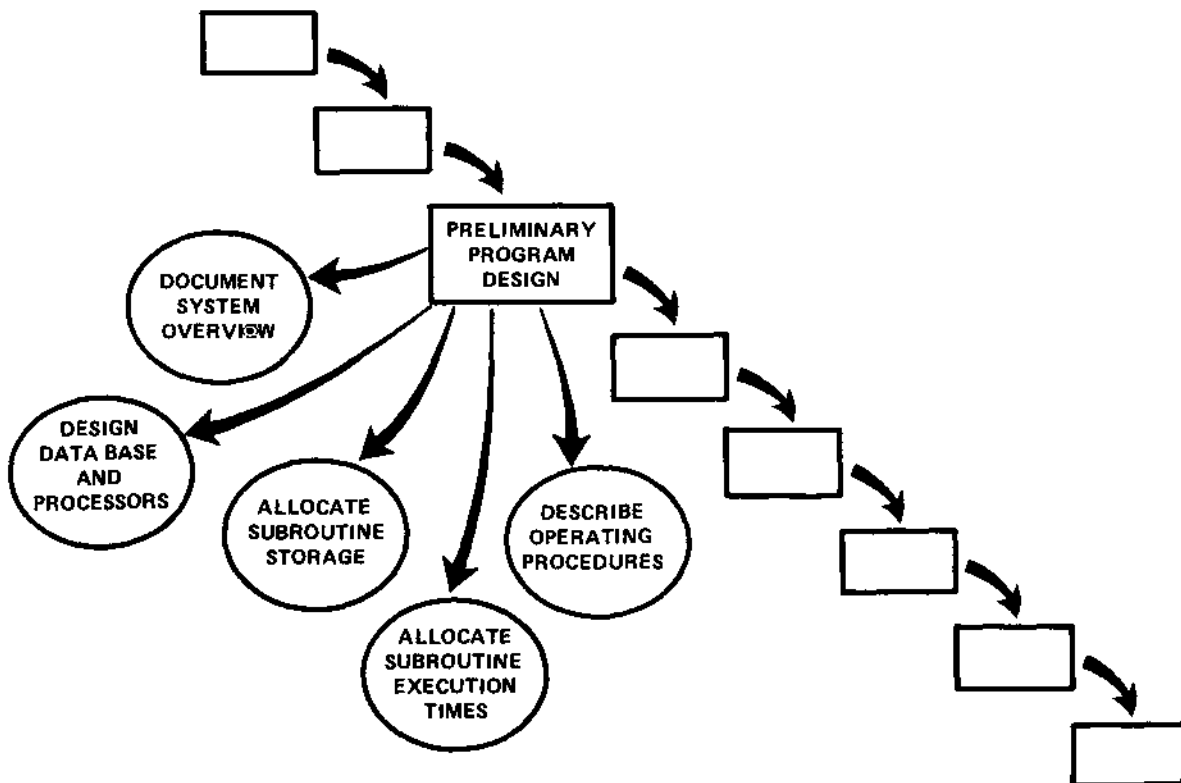 PRELIMINARY
PROGRAM
DESIGN
DOCUMENT
SYSTEM
OVERVIEW
DESIGN
DATA BASE
AND
PROCESSORS
ALLOCATE
SUBROUTINE
STORAGE
DESCRIBE
OPERATING
PROCEDURES
ALLOCATE
SUBROUTINE
EXECUTION
TIMES